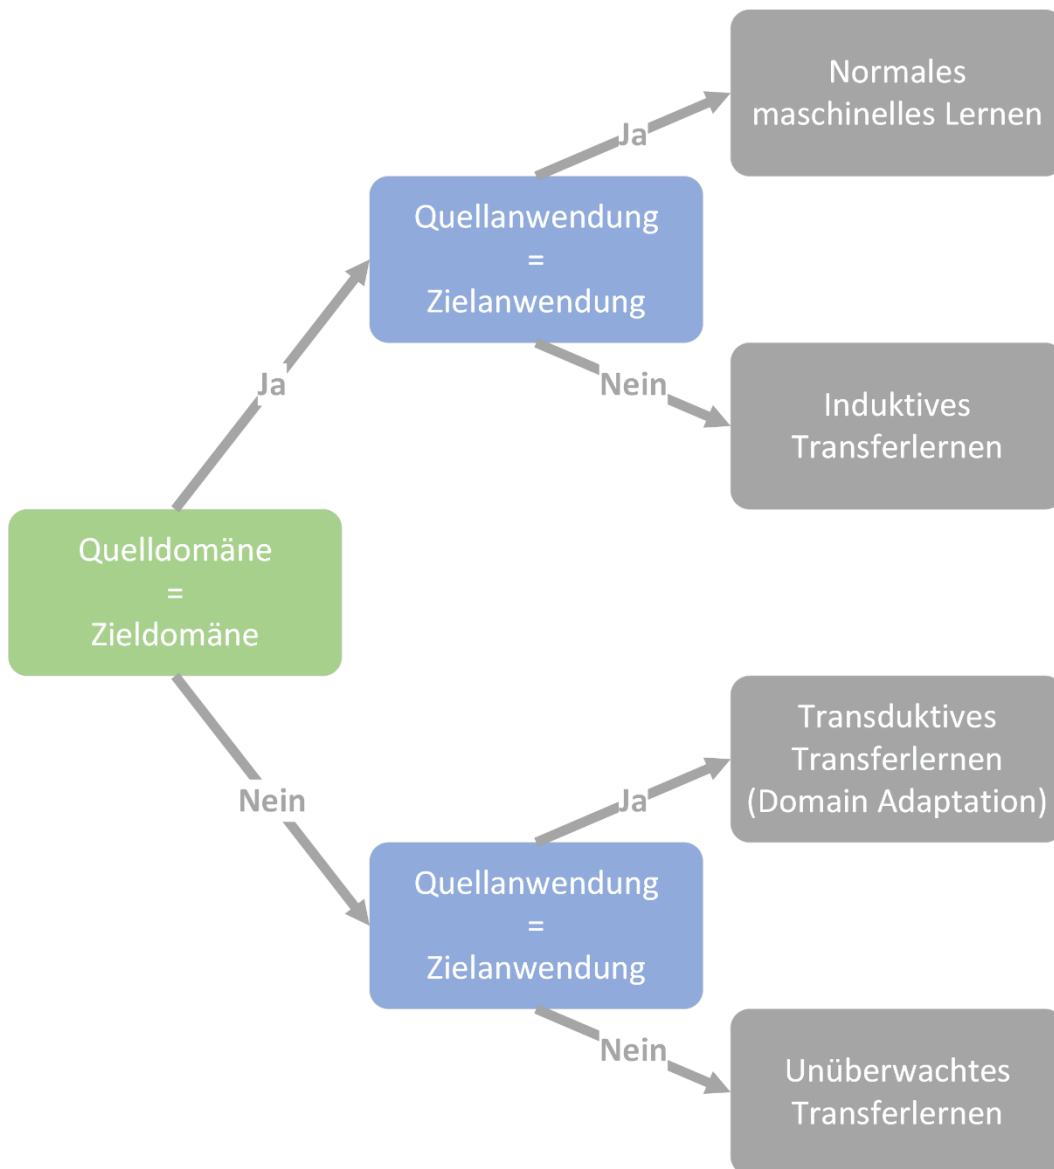 Normales
maschinelles Lernen
Ja
Quellanwendung
=
Zielanwendung
Nein
Induktives
Transferlernen
Ja
Quelldomäne
=
Zieldomäne
Nein
Transduktives
Transferlernen
(Domain Adaptation)
Ja
Quellanwendung
=
Zielanwendung
Nein
Unüberwachtes
Transferlernen